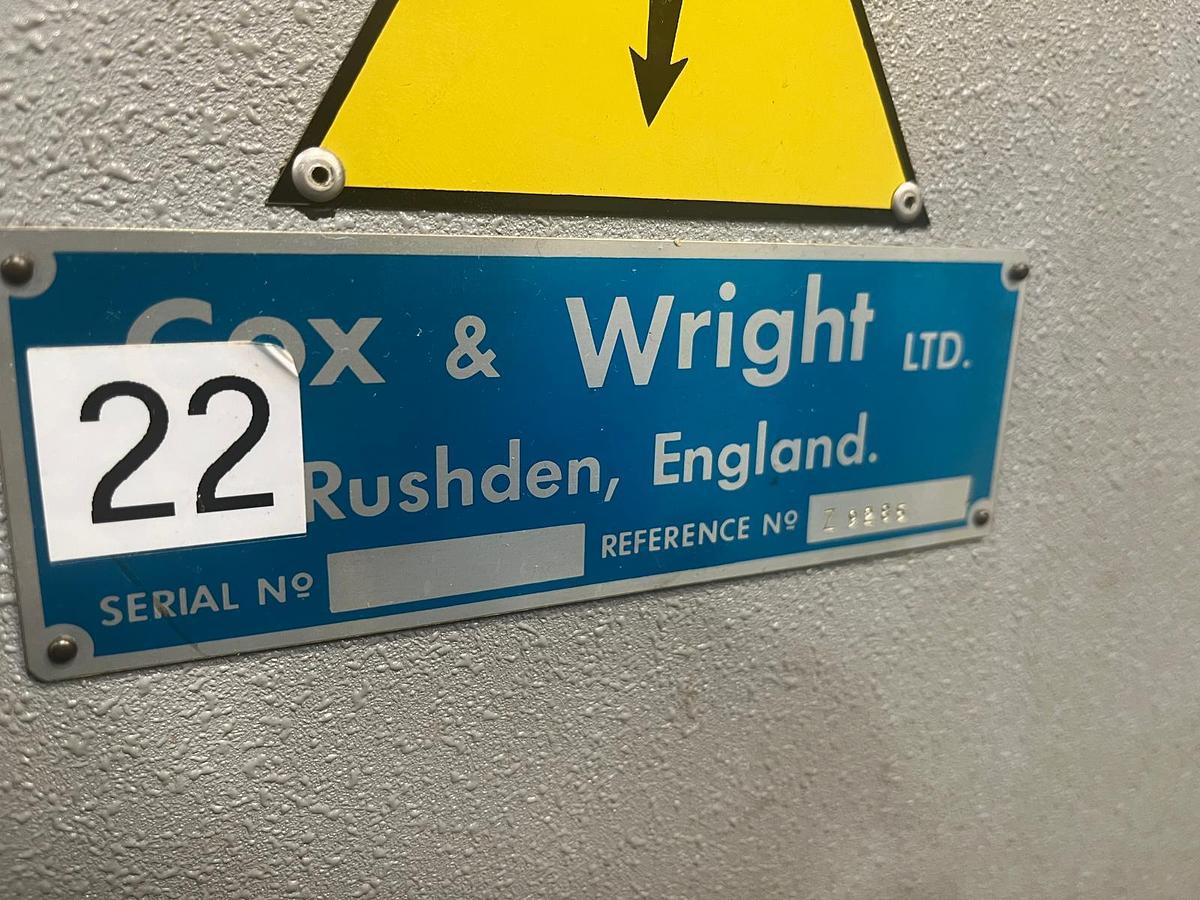 Cox & Wright LTD.
22
Rushden, England.
SERIAL Nº
REFERENCE Nº